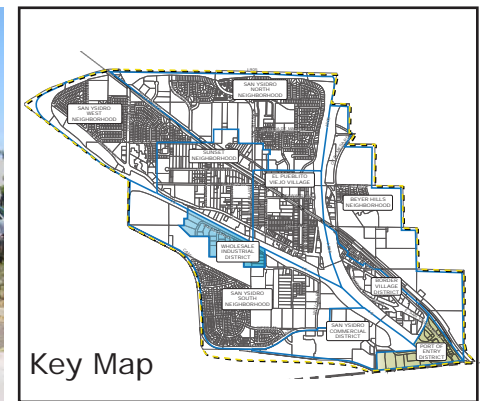 SAN YSIDRO
NORTH
NEIGHBORHOOD
SAN YSIDRO
WEST
NEIGHBORHOOD
SUNSET
NEIGHBORHOOD
EL PUEBLITO
VIEJO VILLAGE
BEYER HILLS
NEIGHBORHOOD
WHOLESALE
INDUSTRIAL
DISTRICT
BORDER
VILLAGE
DISTRICT
SAN YSIDRO
SOUTH
NEIGHBORHOOD
SAN YSIDRO
COMMERCIAL
DISTRICT
PORT OF
ENTRY
DISTRICT
Key Map